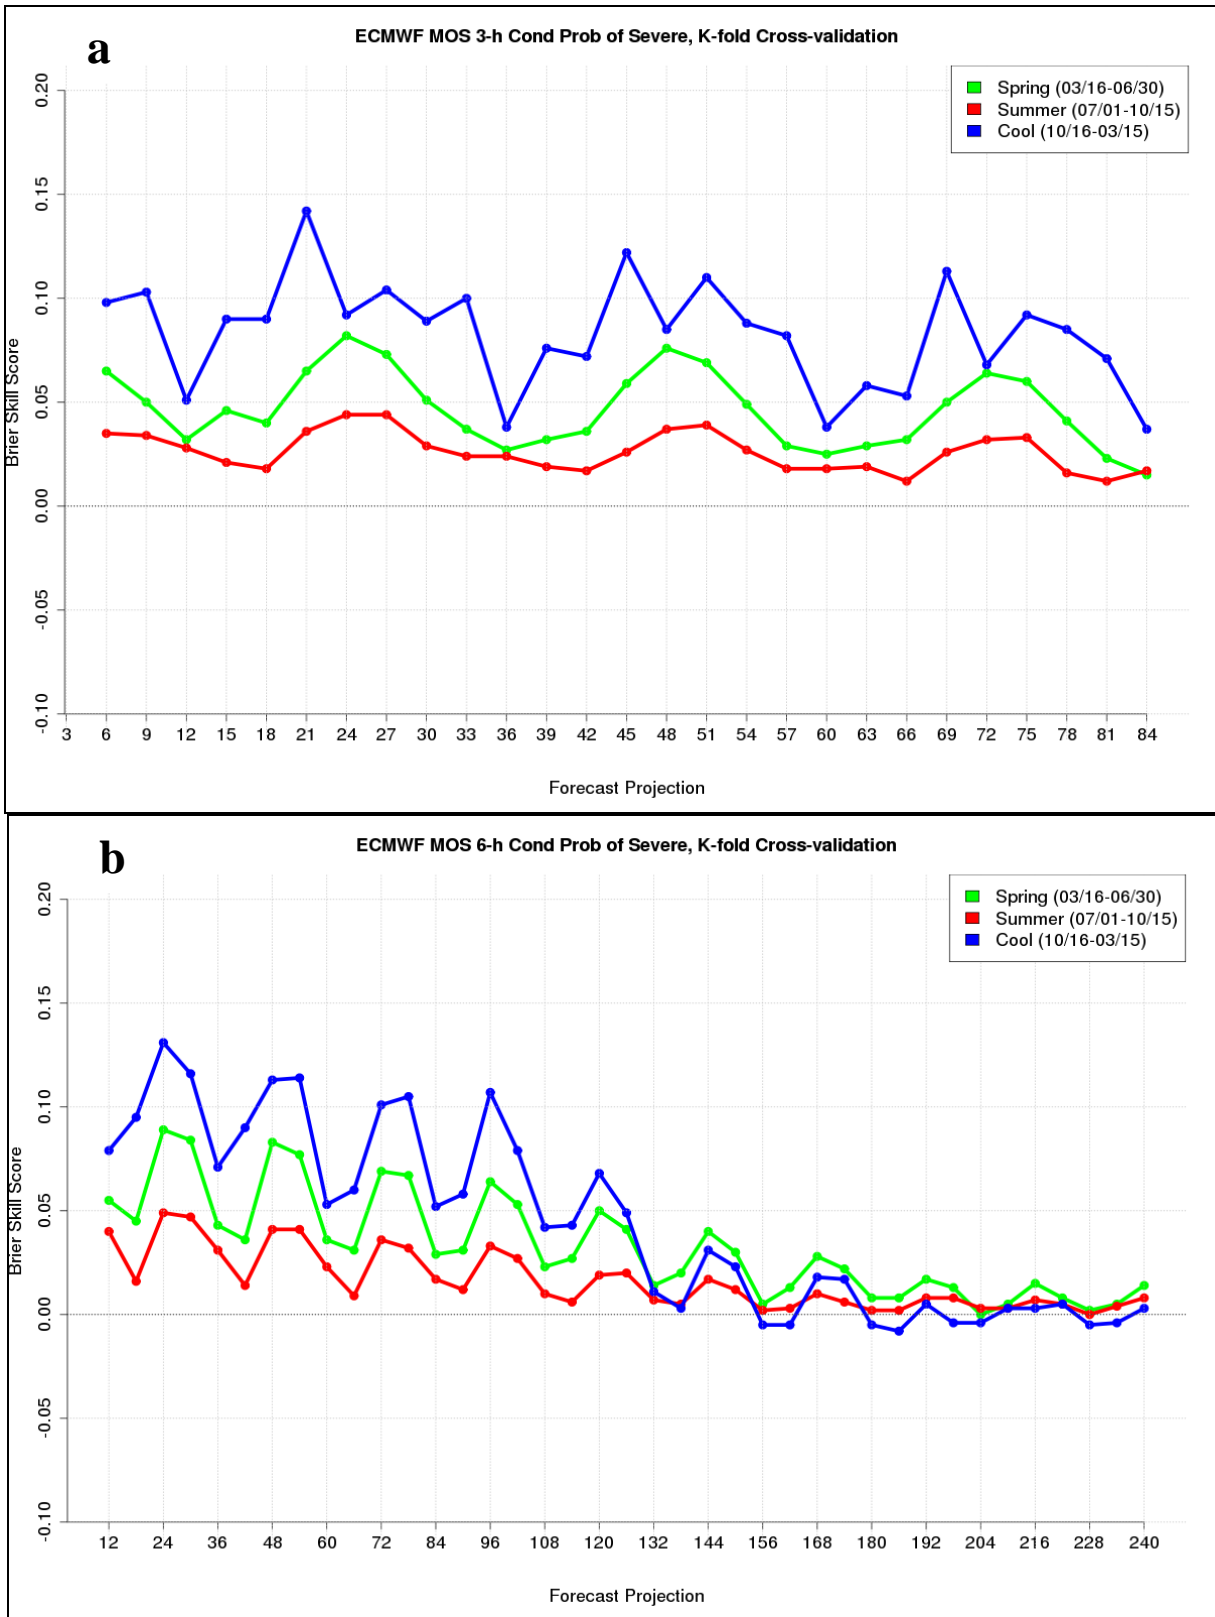 a
ECMWF MOS 3-h Cond Prob of Severe, K-fold Cross-validation
Spring (03/16-06/30)
Summer (07/01-10/15)
Cool (10/16-03/15)
0.20
0.15
0.10
0.05
0.00
-0.05
-0.10
Brier Skill Score
3 6 9 12 15 18 21 24 27 30 33 36 39 42 45 48 51 54 57 60 63 66 69 72 75 78 81 84
Forecast Projection
b
ECMWF MOS 6-h Cond Prob of Severe, K-fold Cross-validation
Spring (03/16-06/30)
Summer (07/01-10/15)
Cool (10/16-03/15)
0.20
0.15
0.10
0.05
0.00
-0.05
-0.10
Brier Skill Score
12 24 36 48 60 72 84 96 108 120 132 144 156 168 180 192 204 216 228 240
Forecast Projection